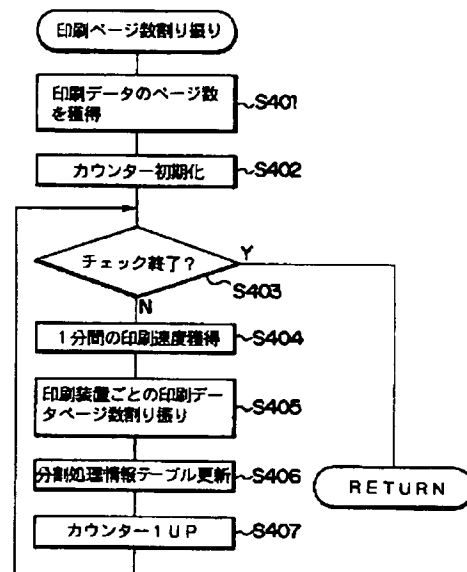 印刷ページ数割り振り
印刷データのページ数
を獲得
S401
カウンター初期化
S402
チェック終了?
Y
S403
N
1分間の印刷速度獲得
S404
印刷装置ごとの印刷デー
タページ数割り振り
S405
分割処理情報テーブル更新
S406
RETURN
カウンター1UP
S407